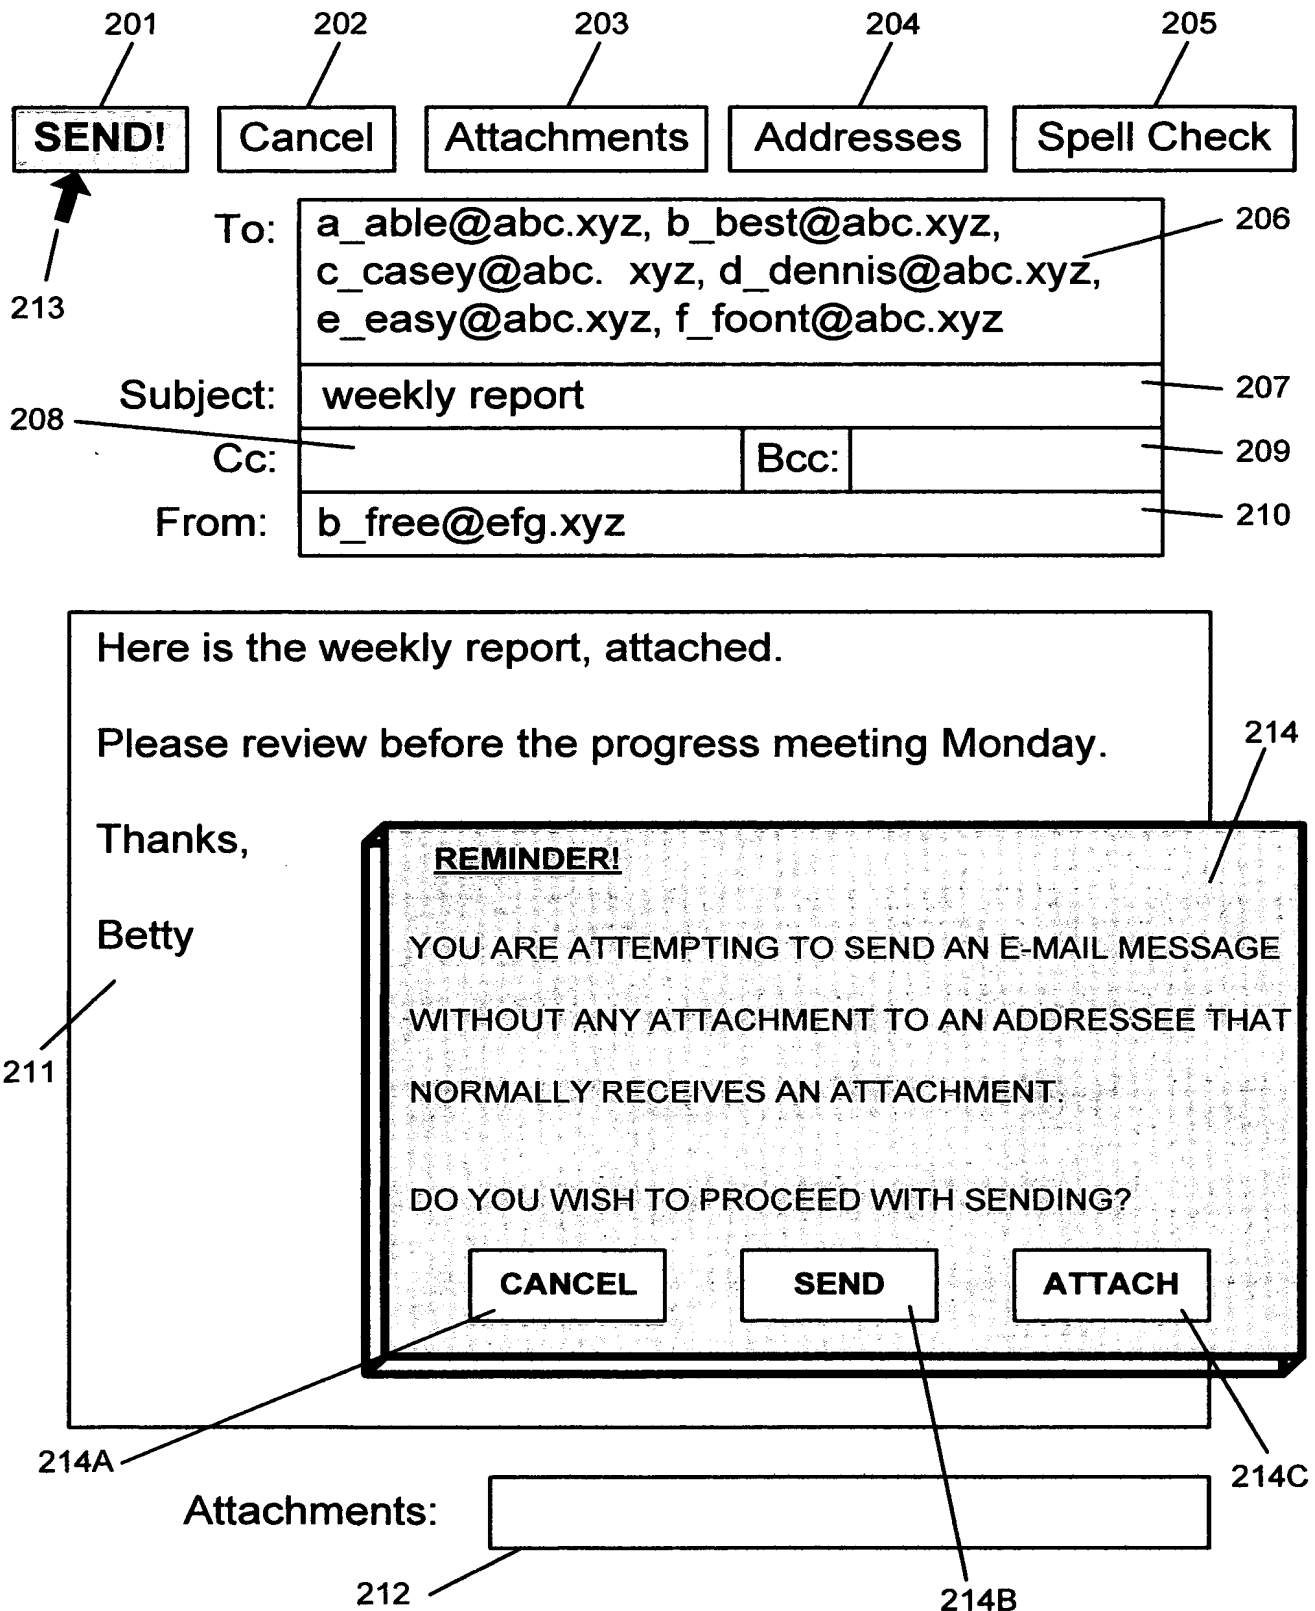 201 202 203 204 205
SEND! Cancel Attachments Addresses Spell Check
213
To: a_able@abc.xyz, b_best@abc.xyz,
c_casey@abc. xyz, d_dennis@abc.xyz,
e_easy@abc.xyz, f_foont@abc.xyz
206
Subject: weekly report
207
208
Cc: Bcc:
209
From: b_free@efg.xyz
210
Here is the weekly report, attached.
Please review before the progress meeting Monday.
214
Thanks,
Betty
211
REMINDER!
YOU ARE ATTEMPTING TO SEND AN E-MAIL MESSAGE
WITHOUT ANY ATTACHMENT TO AN ADDRESSEE THAT
NORMALLY RECEIVES AN ATTACHMENT.
DO YOU WISH TO PROCEED WITH SENDING?
CANCEL SEND ATTACH
214A
214C
Attachments:
212
214B